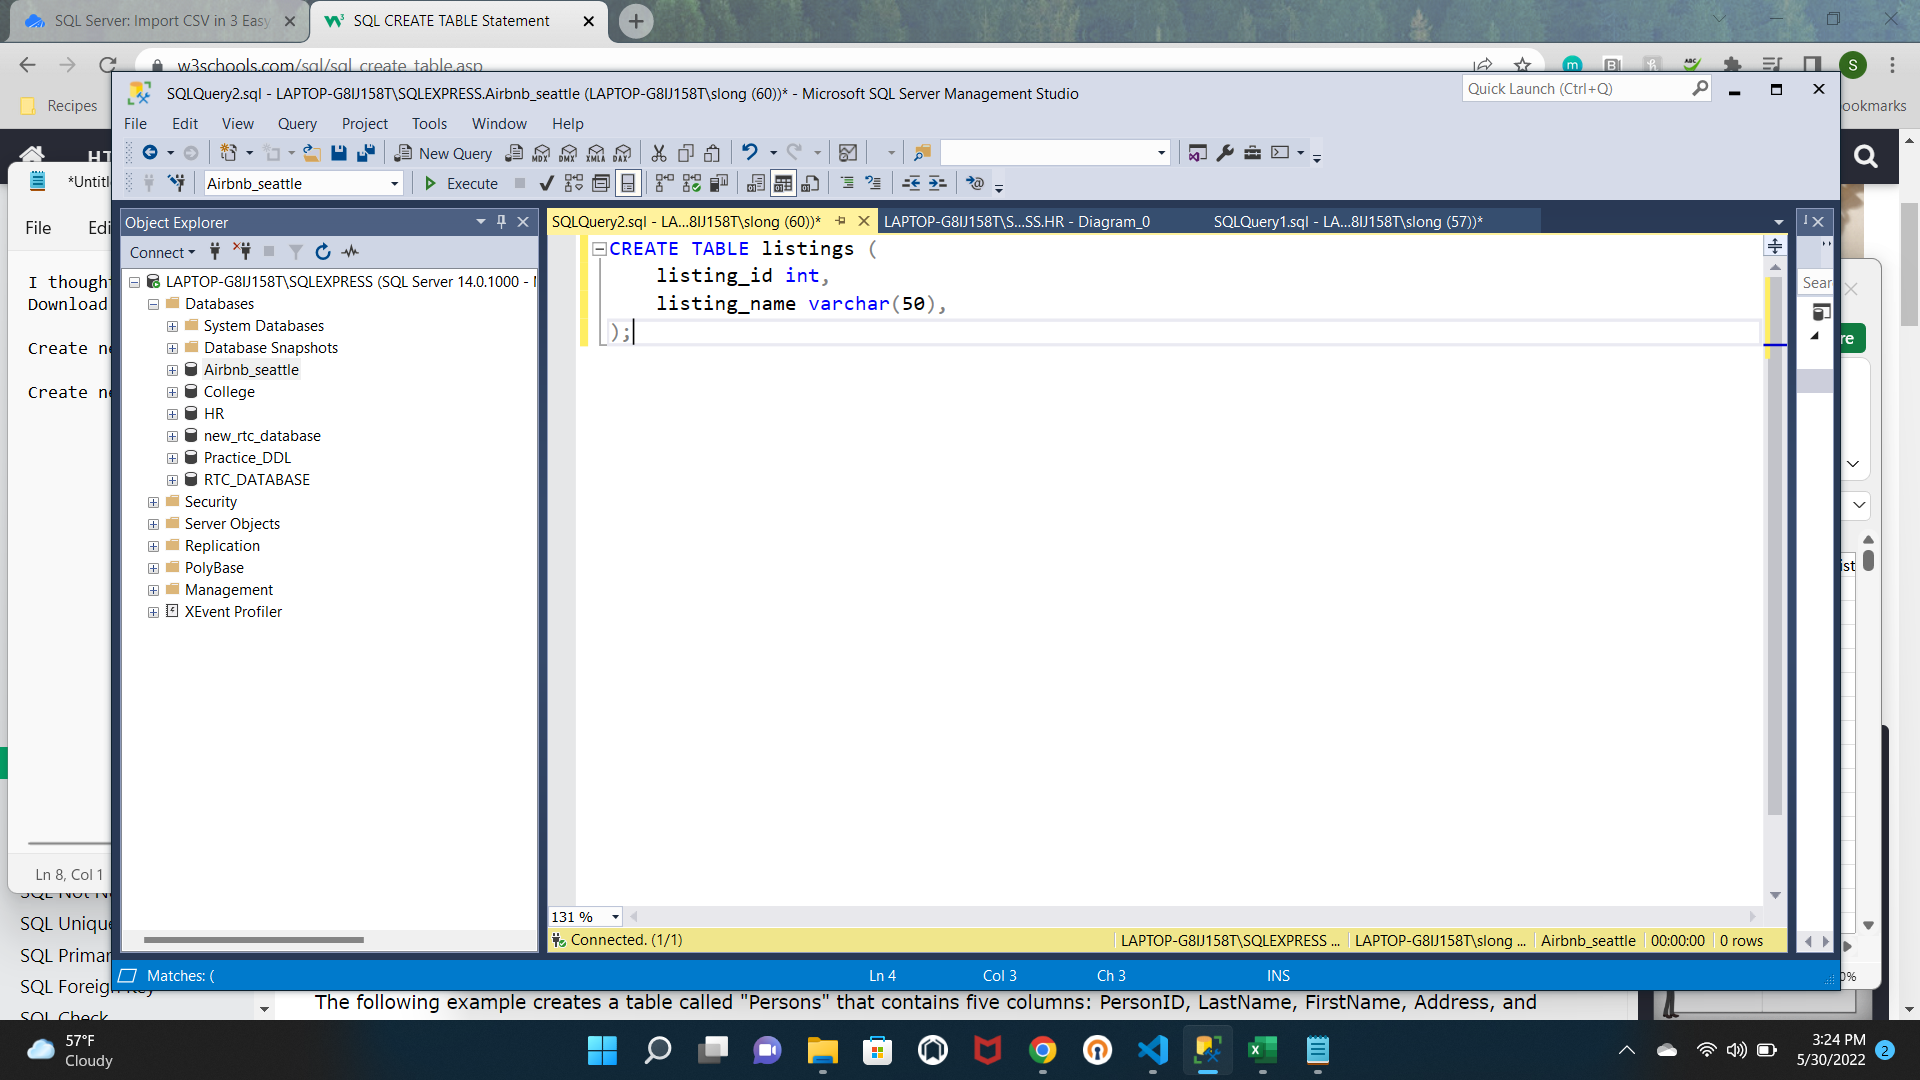 SQL Server: Import CSV in 3 Easy
SQL CREATE TABLE Statement
w3schools.com/sql/sql_create_table.asp
S
Recipes
ookmarks
SQLQuery2.sql - LAPTOP-G8IJ158T\SQLEXPRESS.Airbnb_seattle (LAPTOP-G8IJ158T\slong (60))* - Microsoft SQL Server Management Studio
Quick Launch (Ctrl+Q)
File Edit View Query Project Tools Window Help
New Query
Airbnb_seattle
Execute
*Untitl
File Edi
I thought
Download
Create ne
Create ne
Ln 8, Col 1
Object Explorer
Connect
LAPTOP-G8IJ158T\SQLEXPRESS (SQL Server 14.0.1000 -
Databases
System Databases
Database Snapshots
Airbnb_seattle
College
HR
new_rtc_database
Practice_DDL
RTC_DATABASE
Security
Server Objects
Replication
PolyBase
Management
XEvent Profiler
SQLQuery2.sql - LA...8IJ158T\slong (60))*
LAPTOP-G8IJ158T\S...SS.HR - Diagram_0
SQLQuery1.sql - LA...8IJ158T\slong (57))*
CREATE TABLE listings (
listing_id int,
listing_name varchar(50),
);
Sear
re
ist
131 %
Connected. (1/1)
LAPTOP-G8IJ158T\SQLEXPRESS ...
LAPTOP-G8IJ158T\slong ...
Airbnb_seattle
00:00:00
0 rows
Matches: (
Ln 4
Col 3
Ch 3
INS
0%
SQL Unique
SQL Primar
SQL Foreign Key
SQL Check
The following example creates a table called "Persons" that contains five columns: PersonID, LastName, FirstName, Address, and
57°F
Cloudy
3:24 PM
5/30/2022
2